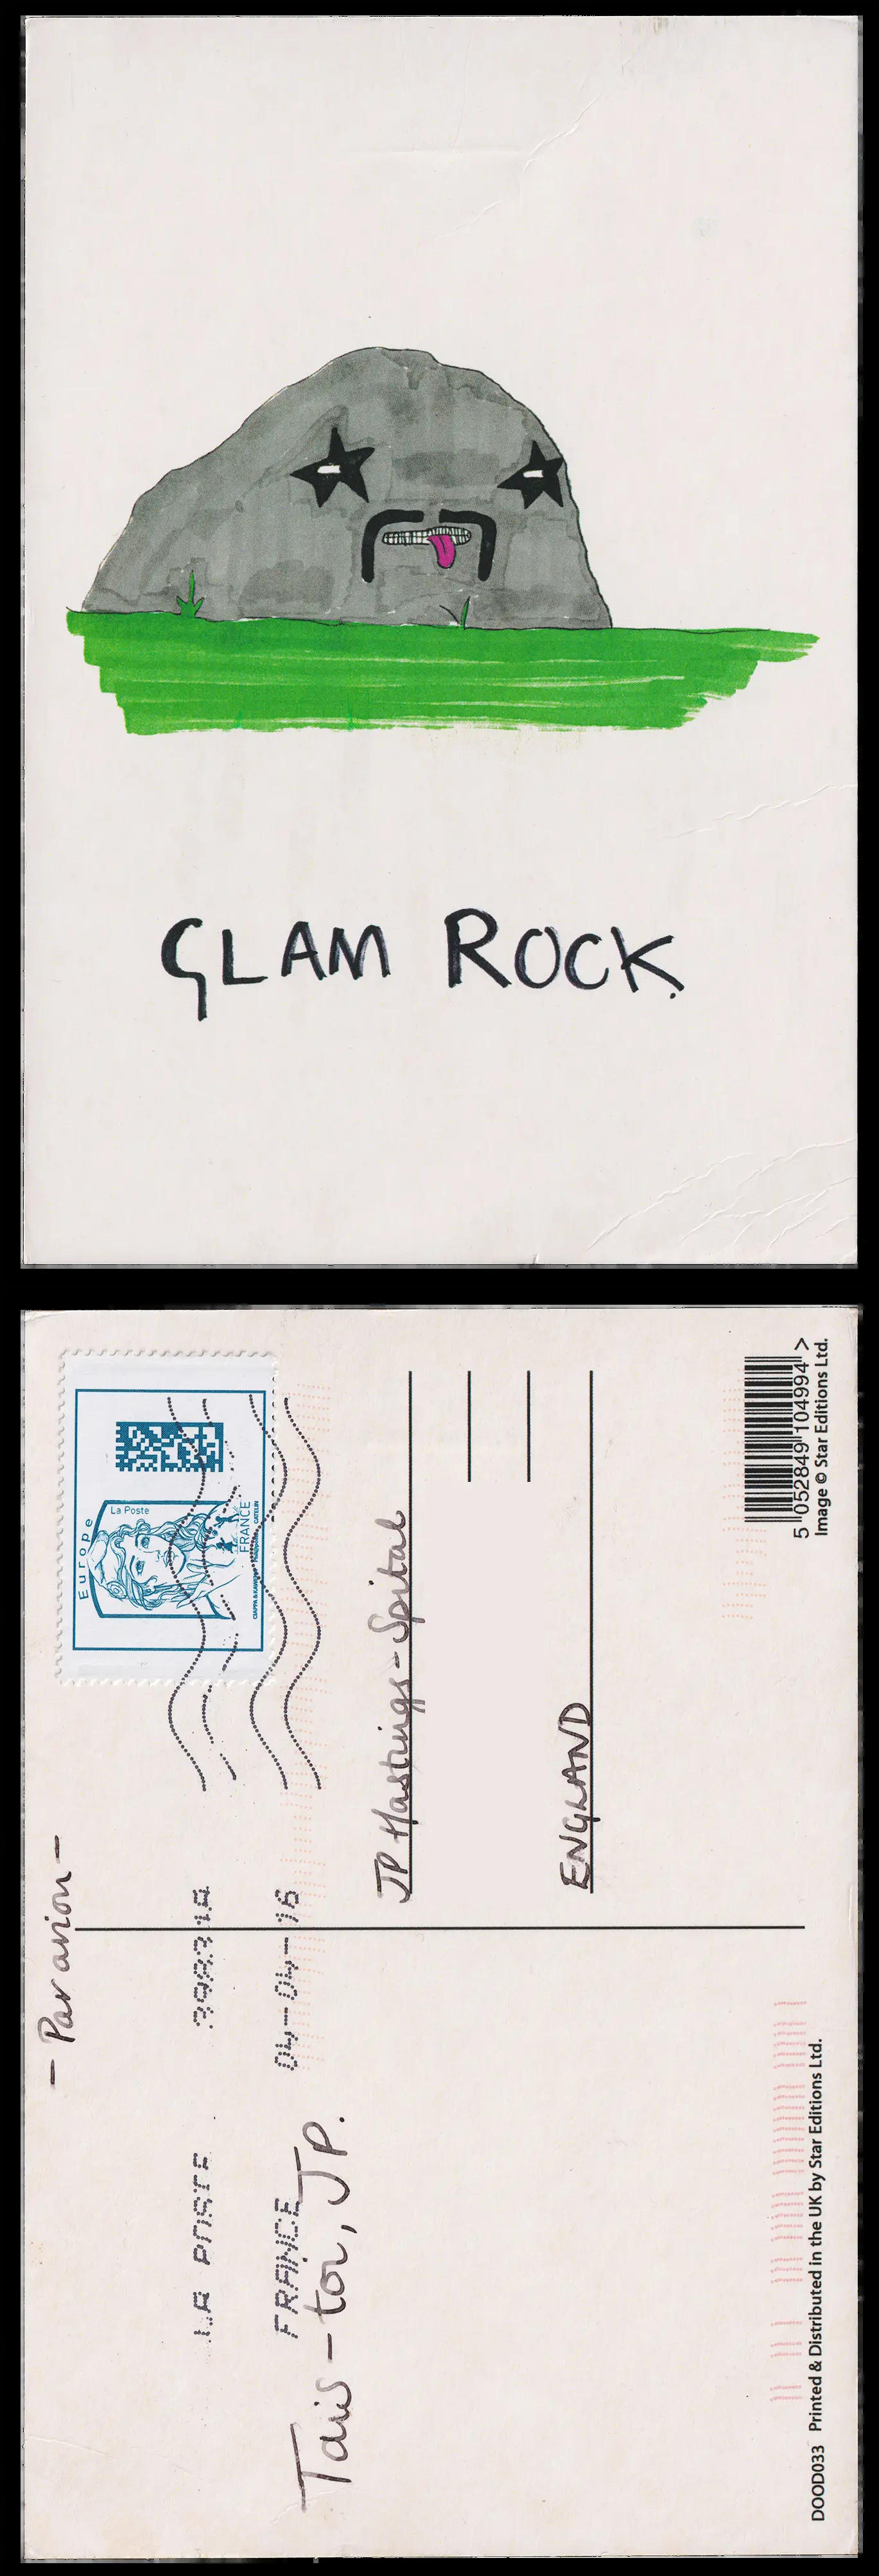 GLAM ROCK.
- Par avion -
Europe
La Poste
FRANCE
CIAPPA & KAWENA
LA POSTE 39831A
FRANCE 04-04-16
JP Hastings-Spital
ENGLAND
Tais-toi, JP.
5 052849 104994 >
Image © Star Editions Ltd.
DOOD033 Printed & Distributed in the UK by Star Editions Ltd.